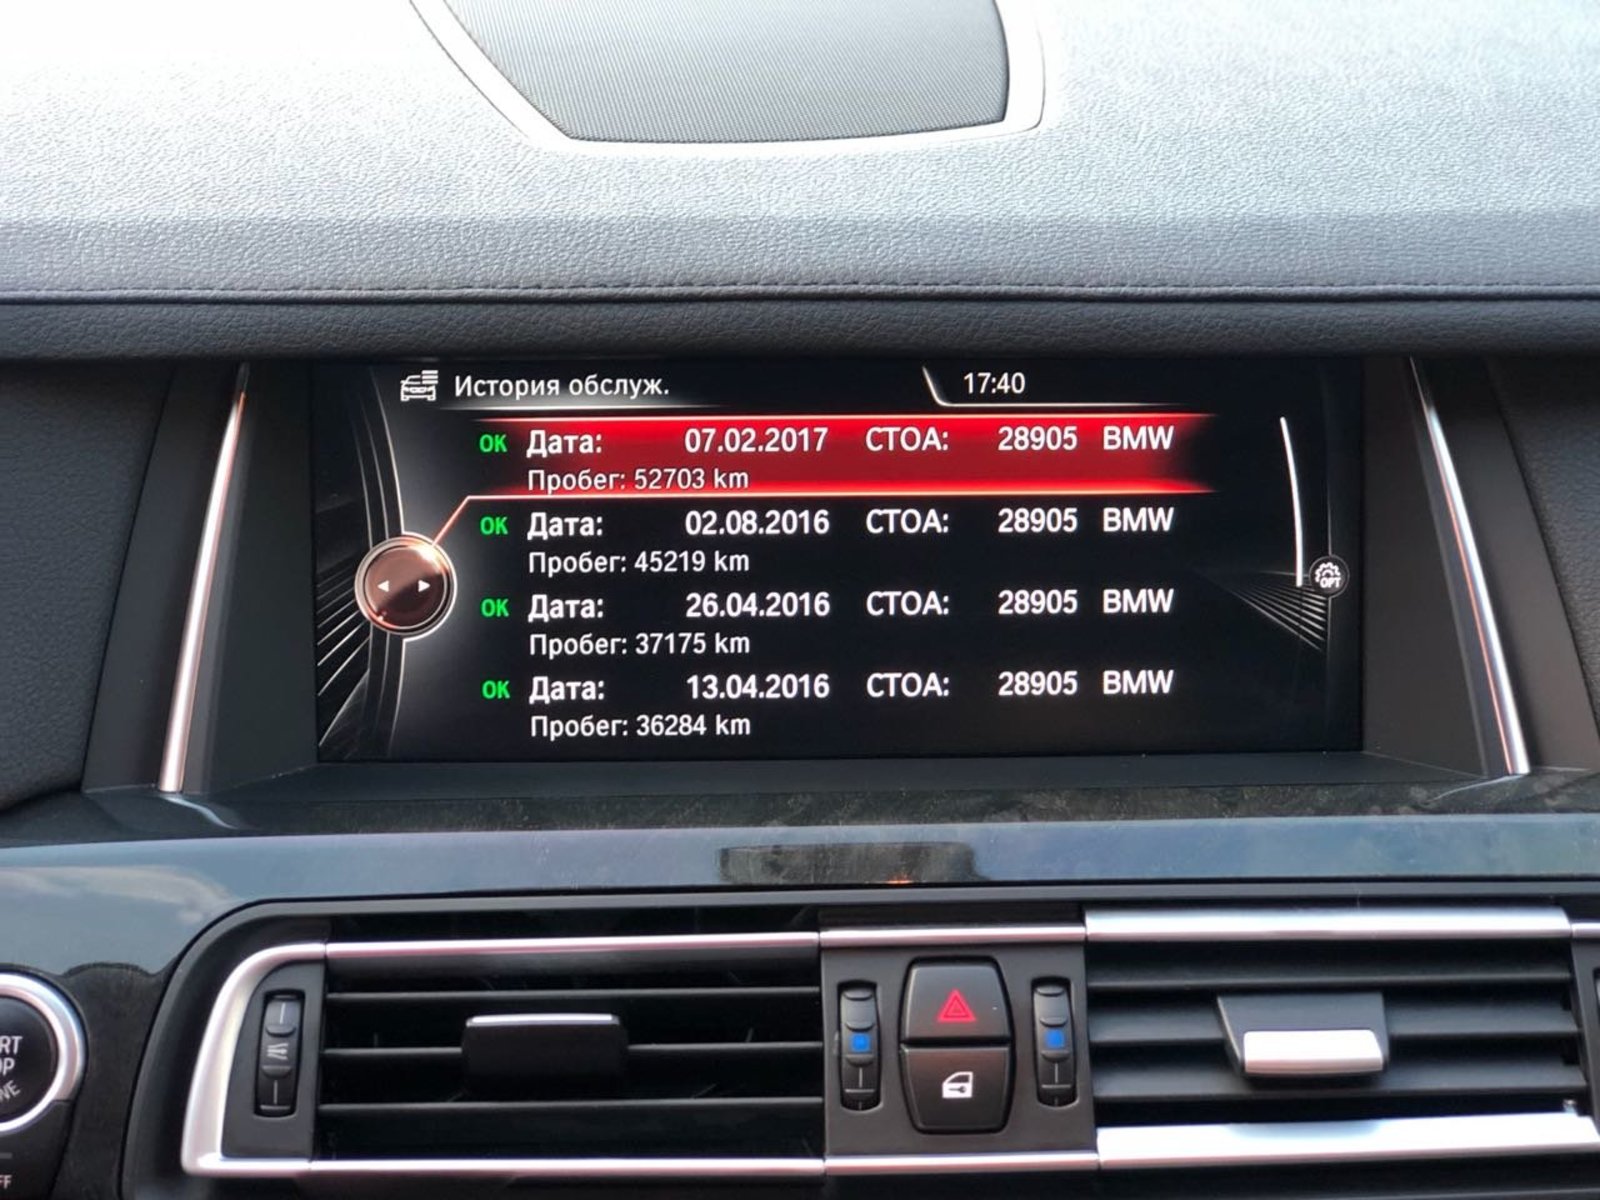 История обслуж. 17:40
OK Дата: 07.02.2017 СТОА: 28905 BMW
Пробег: 52703 km
OK Дата: 02.08.2016 СТОА: 28905 BMW
Пробег: 45219 km
OK Дата: 26.04.2016 СТОА: 28905 BMW
Пробег: 37175 km
OK Дата: 13.04.2016 СТОА: 28905 BMW
Пробег: 36284 km
OPT